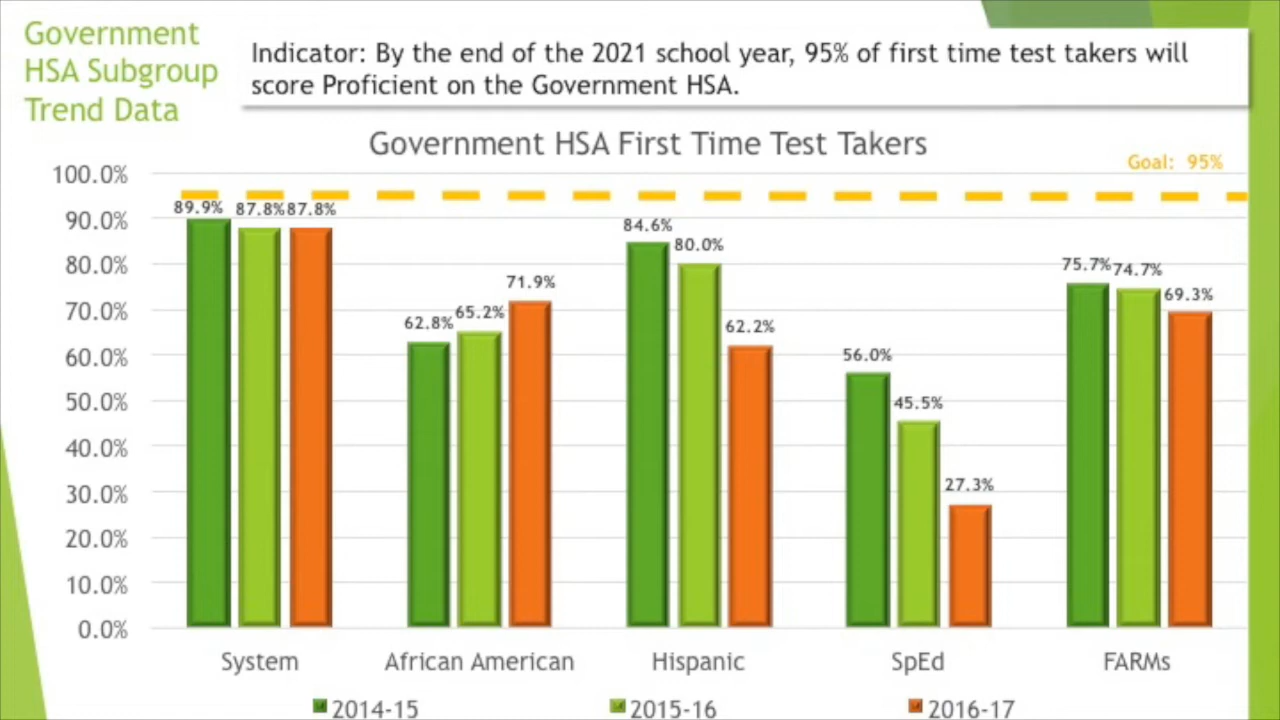 Government
HSA Subgroup
Trend Data
Indicator: By the end of the 2021 school year, 95% of first time test takers will
score Proficient on the Government HSA.
Government HSA First Time Test Takers
Goal: 95%
100.0%
90.0%
80.0%
70.0%
60.0%
50.0%
40.0%
30.0%
20.0%
10.0%
0.0%
89.9% 87.8% 87.8%
62.8% 65.2% 71.9%
84.6% 80.0% 62.2%
56.0% 45.5% 27.3%
75.7% 74.7% 69.3%
System African American Hispanic SpEd FARMs
2014-15 2015-16 2016-17